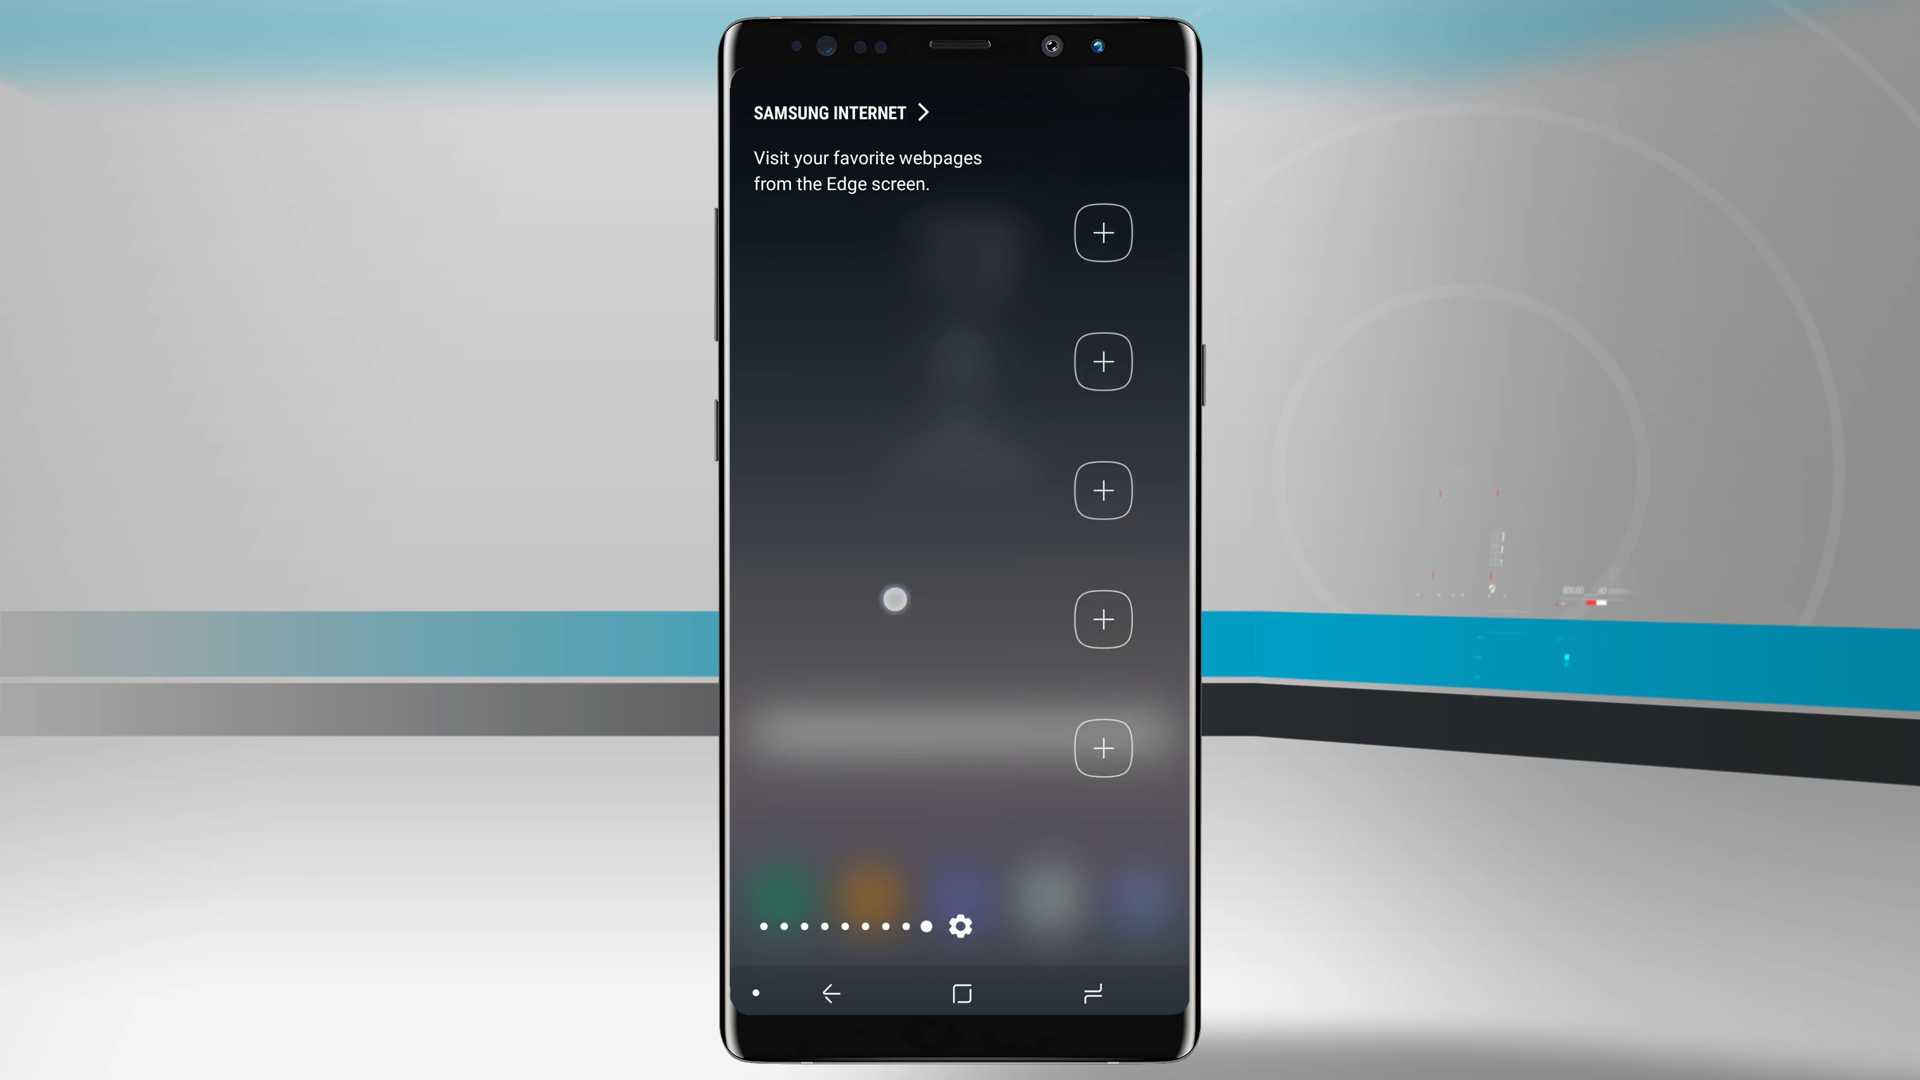 SAMSUNG INTERNET
Visit your favorite webpages
from the Edge screen.